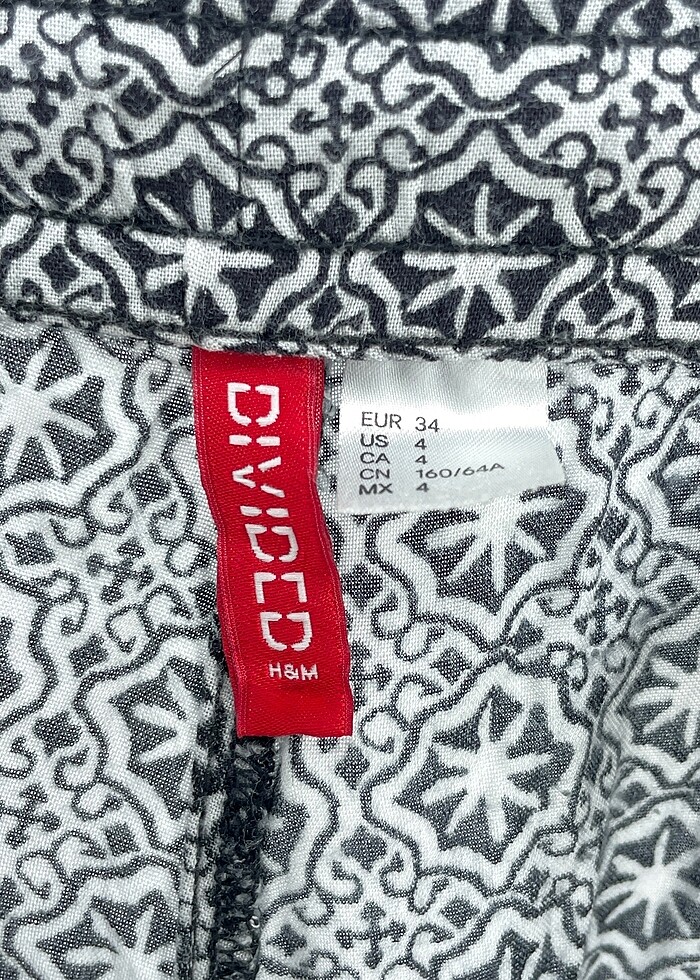 DIVIDED
H&M
EUR 34
US 4
CA 4
CN 160/64A
MX 4